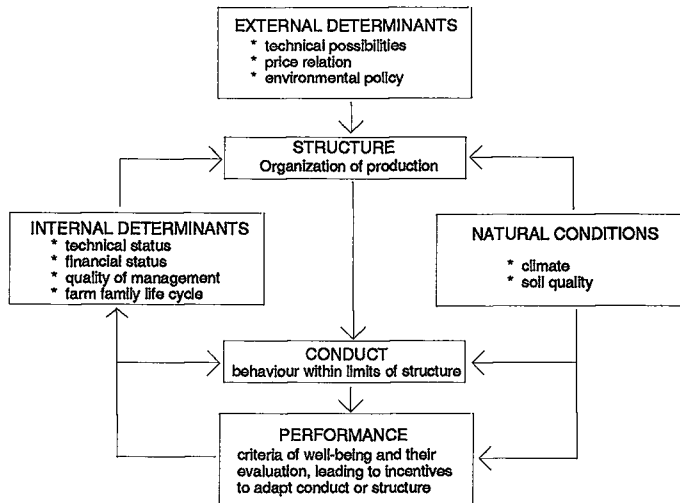 EXTERNAL DETERMINANTS
* technical possibilities
* price relation
* environmental policy
STRUCTURE
Organization of production
INTERNAL DETERMINANTS
* technical status
* financial status
* quality of management
* farm family life cycle
NATURAL CONDITIONS
* climate
* soil quality
CONDUCT
behaviour within limits of structure
PERFORMANCE
criteria of well-being and their
evaluation, leading to incentives
to adapt conduct or structure